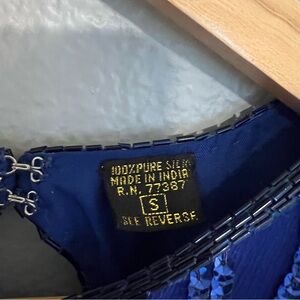 100% PURE SILK
MADE IN INDIA
R.N. 77387
S
SEE REVERSE